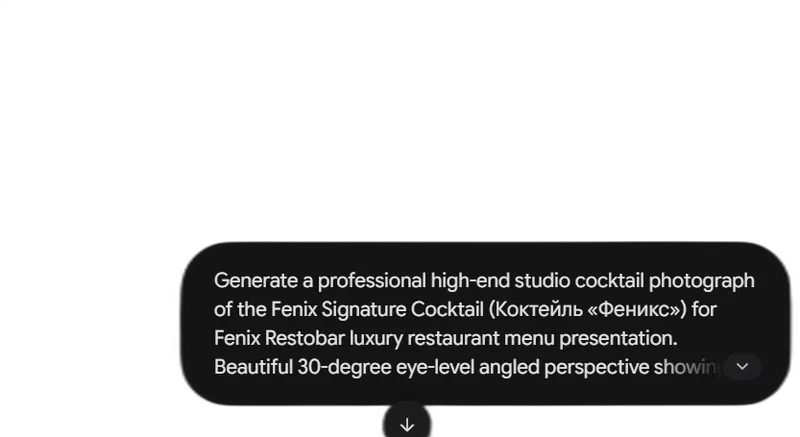 Generate a professional high-end studio cocktail photograph
of the Fenix Signature Cocktail (Коктейль «Феникс») for
Fenix Restobar luxury restaurant menu presentation.
Beautiful 30-degree eye-level angled perspective showing